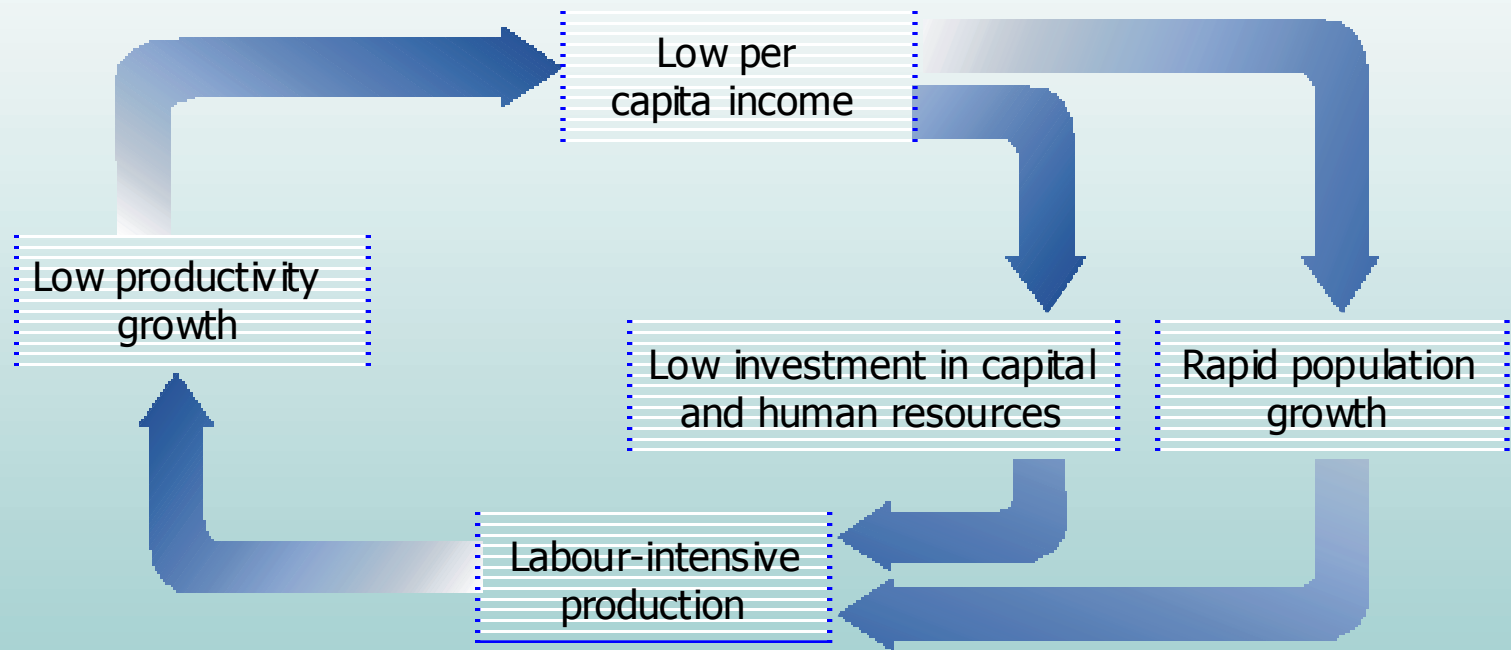 Low per
capita income
Low productivity
growth
Low investment in capital
and human resources
Rapid population
growth
Labour-intensive
production